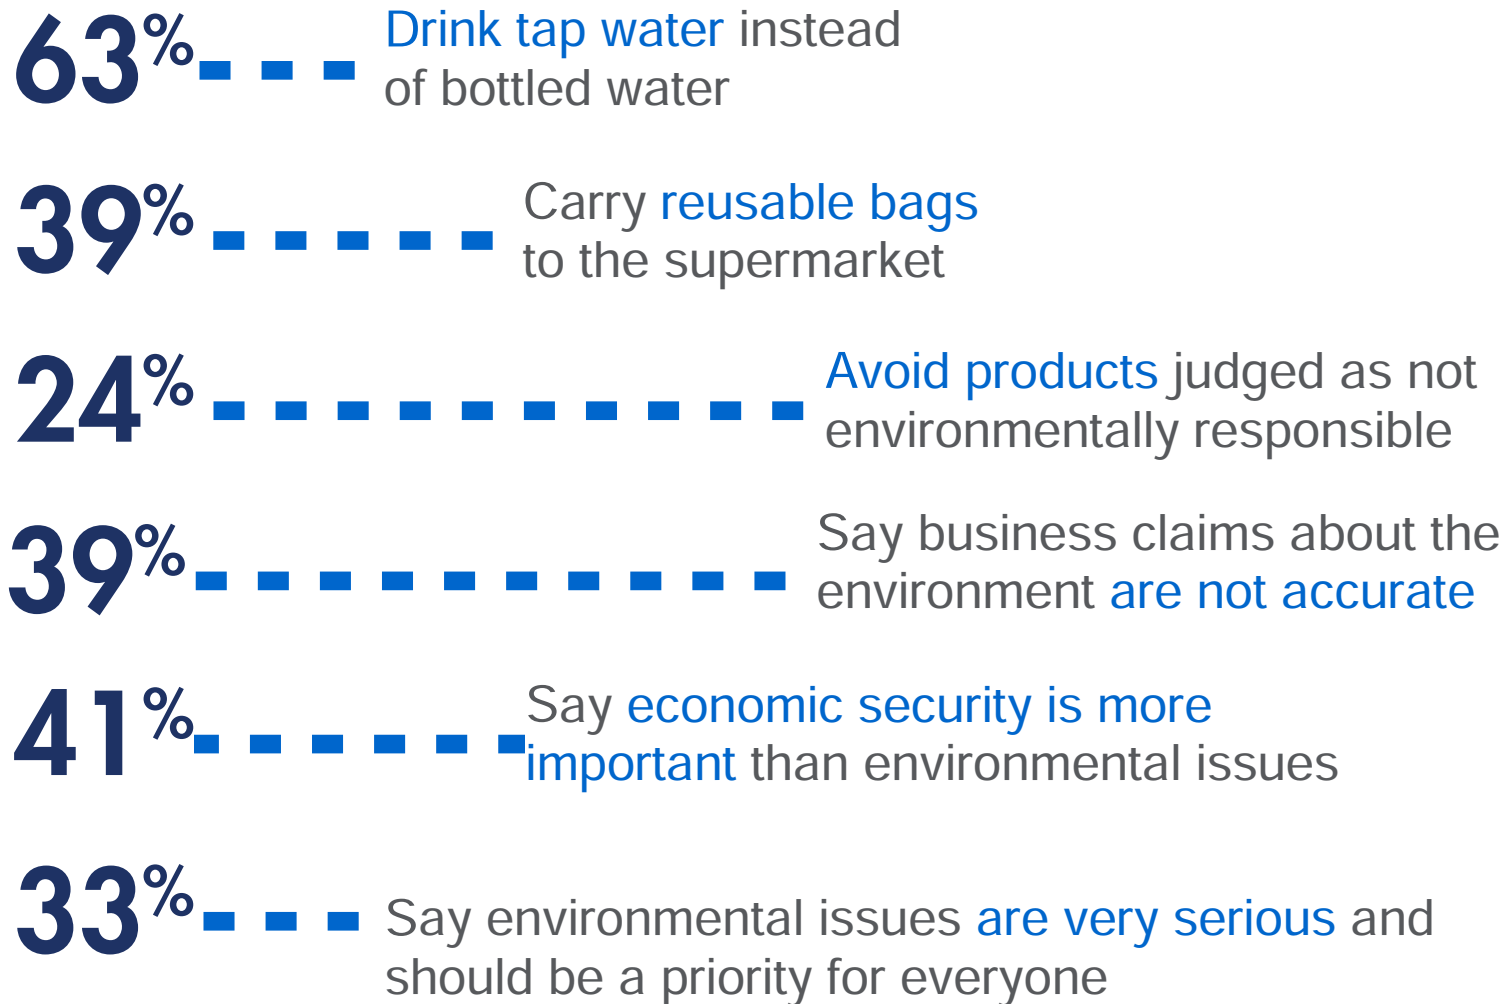 63%
Drink tap water instead
of bottled water
39%
Carry reusable bags
to the supermarket
24%
Avoid products judged as not
environmentally responsible
39%
Say business claims about the
environment are not accurate
41%
Say economic security is more
important than environmental issues
33%
Say environmental issues are very serious and
should be a priority for everyone